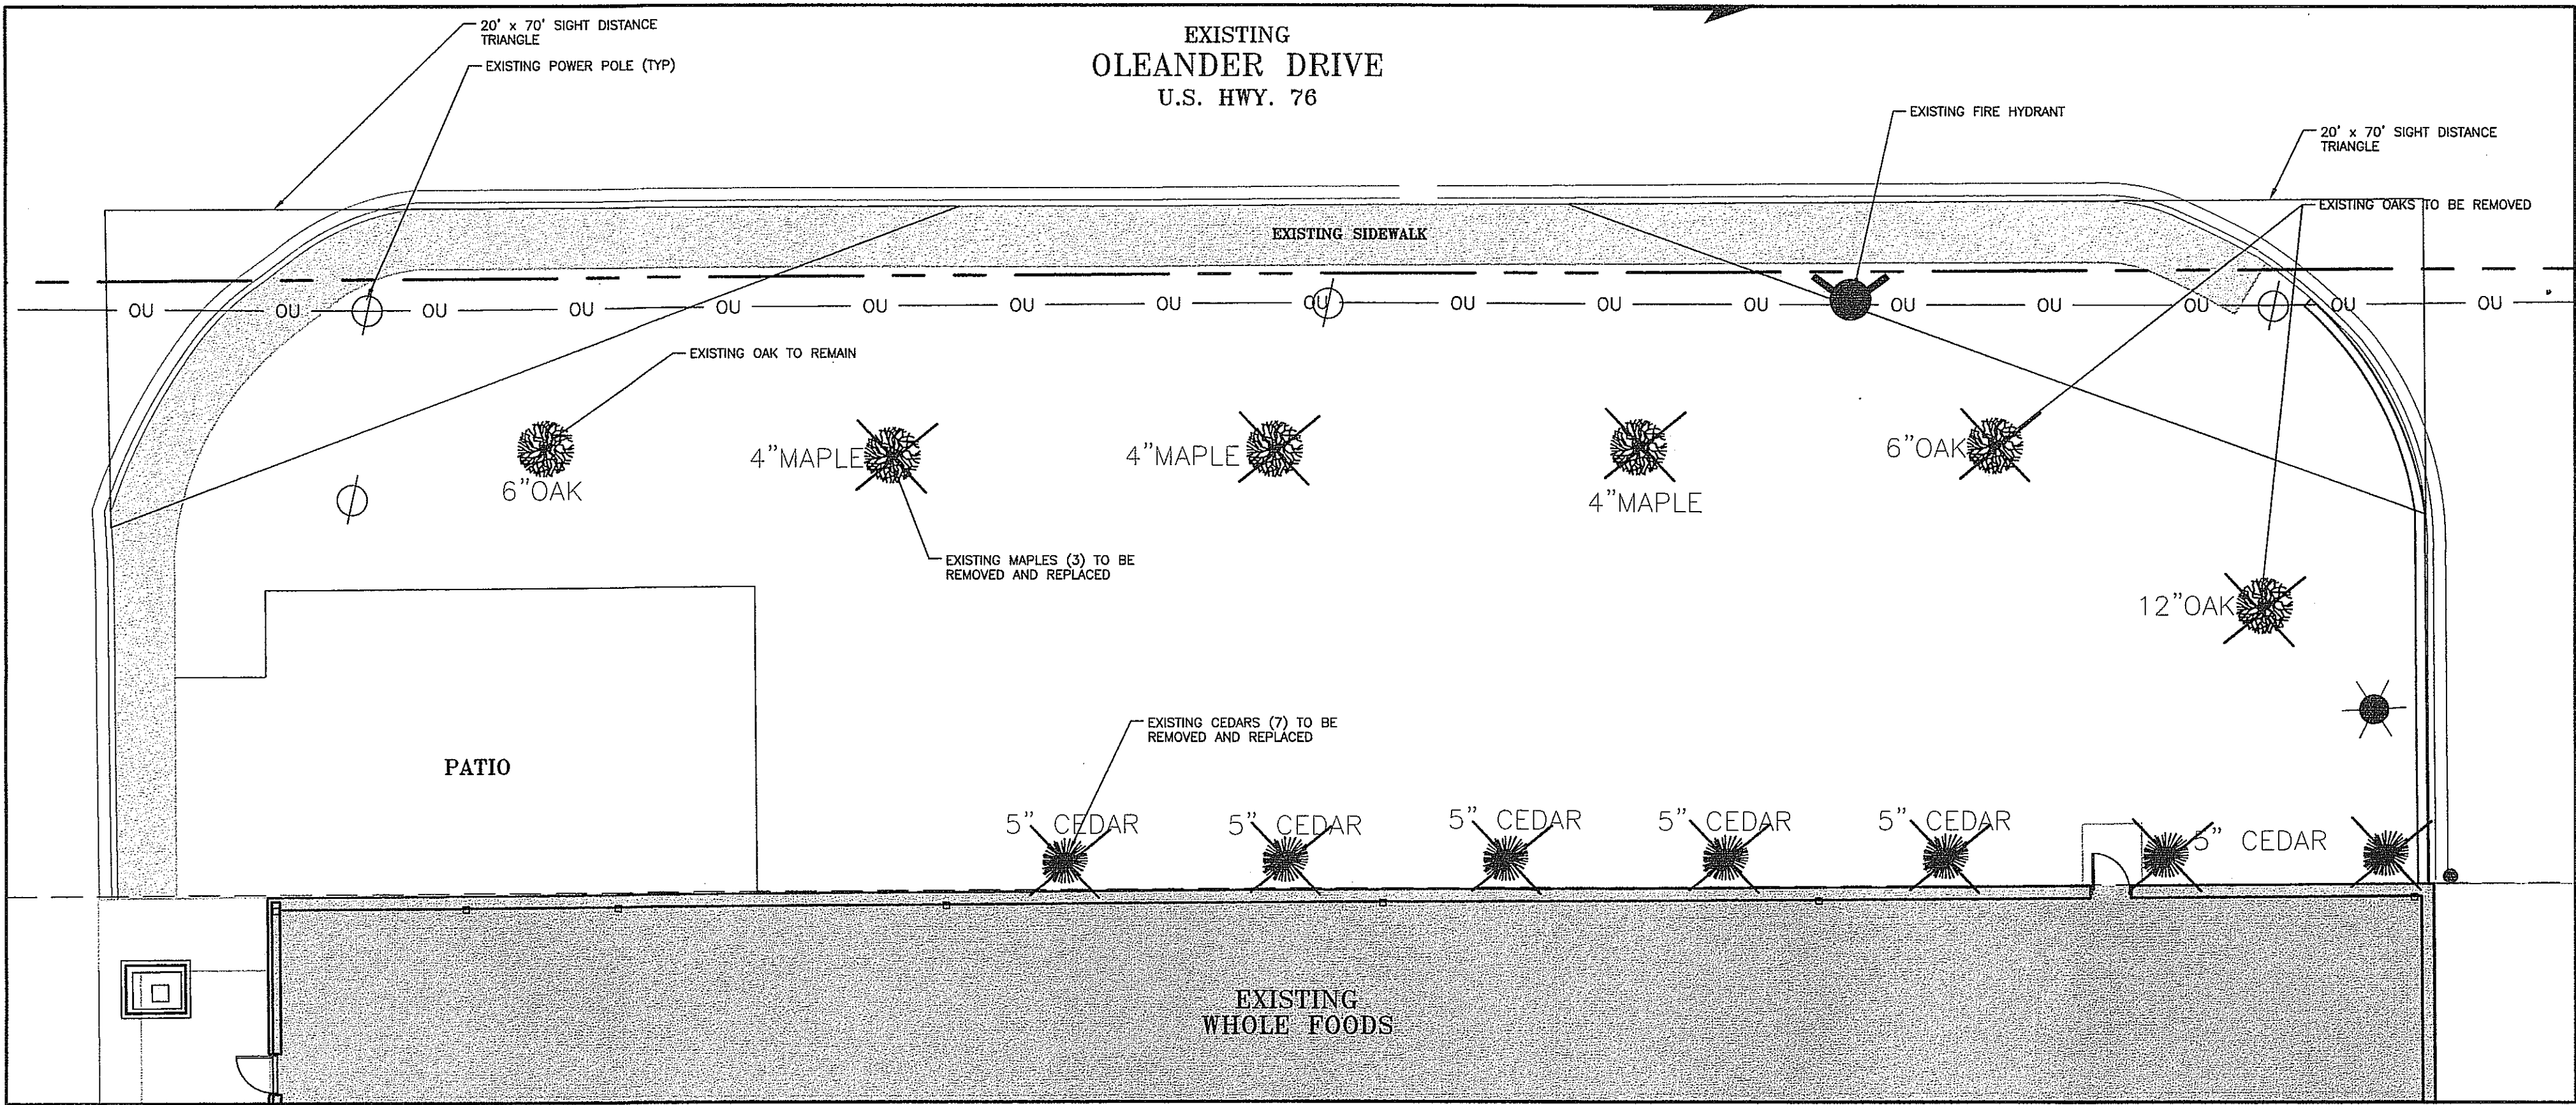 20' x 70' SIGHT DISTANCE
TRIANGLE
EXISTING POWER POLE (TYP)
EXISTING
OLEANDER DRIVE
U.S. HWY. 76
EXISTING FIRE HYDRANT
20' x 70' SIGHT DISTANCE
TRIANGLE
EXISTING OAKS TO BE REMOVED
EXISTING SIDEWALK
OU OU OU OU OU OU OU OU OU OU OU OU OU OU OU OU OU
EXISTING OAK TO REMAIN
6"OAK
4"MAPLE
4"MAPLE
4"MAPLE
6"OAK
EXISTING MAPLES (3) TO BE
REMOVED AND REPLACED
12"OAK
EXISTING CEDARS (7) TO BE
REMOVED AND REPLACED
PATIO
5" CEDAR
5" CEDAR
5" CEDAR
5" CEDAR
5" CEDAR
5" CEDAR
EXISTING
WHOLE FOODS